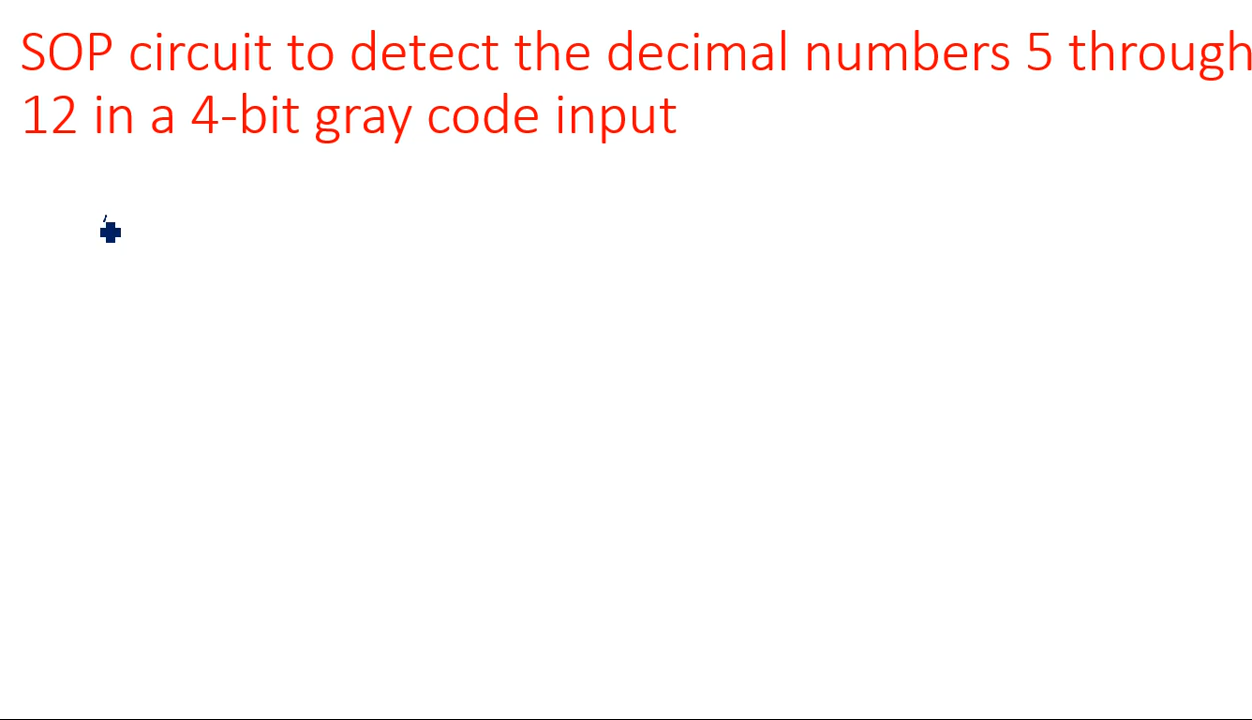 SOP circuit to detect the decimal numbers 5 through
12 in a 4-bit gray code input